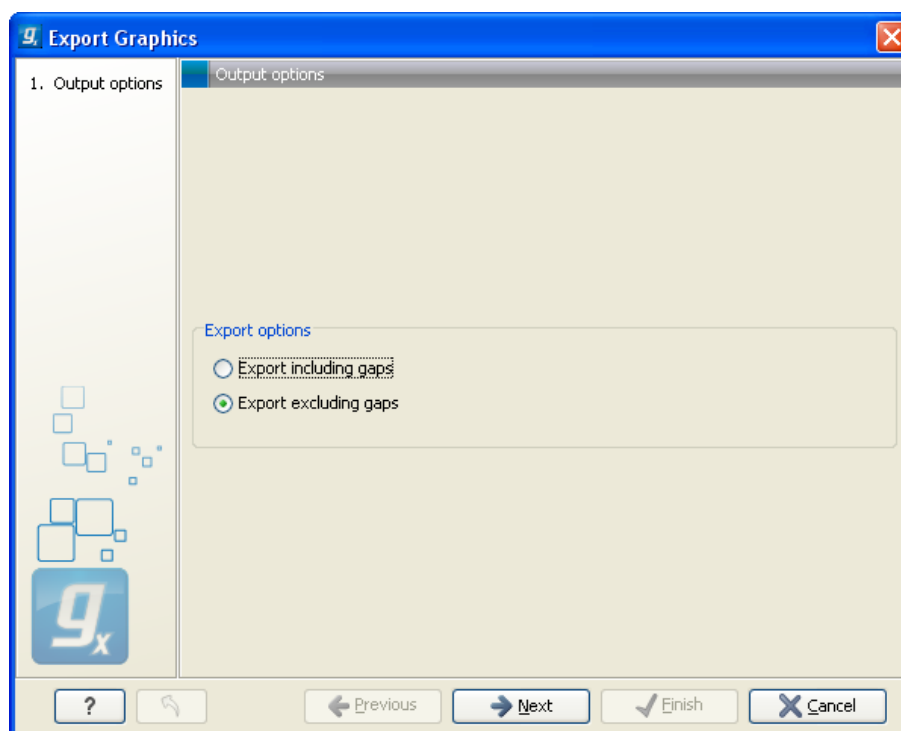 g Export Graphics
1. Output options
Output options
Export options
Export including gaps
Export excluding gaps
gx
? Previous Next Finish Cancel